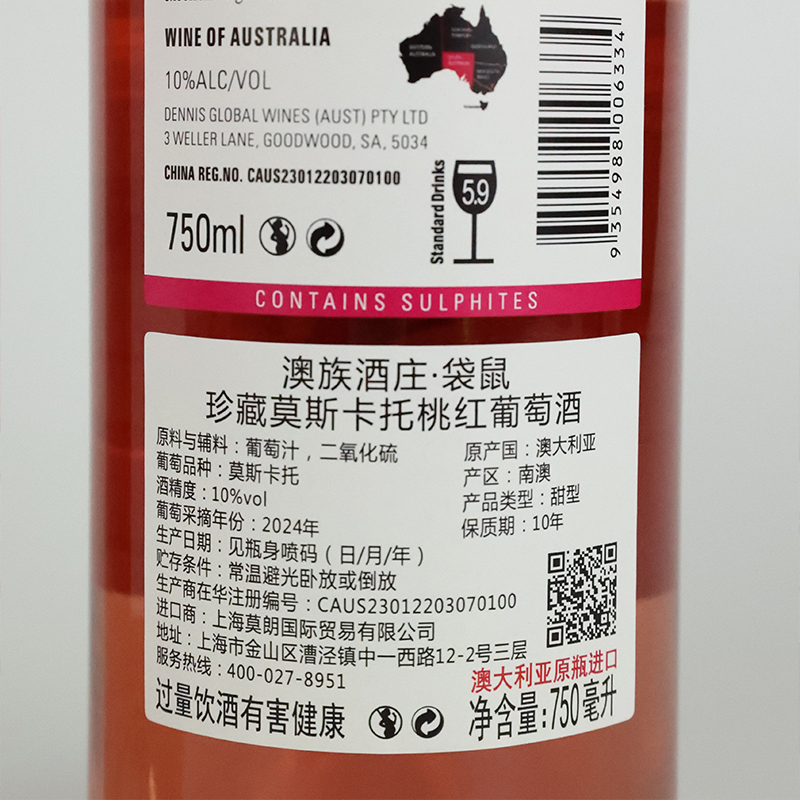 WINE OF AUSTRALIA
10%ALC/VOL
DENNIS GLOBAL WINES (AUST) PTY LTD
3 WELLER LANE, GOODWOOD, SA, 5034
CHINA REG.NO. CAUS23012203070100
750ml
Standard Drinks
5.9
9 354988 006334
CONTAINS SULPHITES
澳族酒庄·袋鼠
珍藏莫斯卡托桃红葡萄酒
原料与辅料：葡萄汁，二氧化硫
葡萄品种：莫斯卡托
酒精度：10%vol
葡萄采摘年份：2024年
生产日期：见瓶身喷码（日/月/年）
贮存条件：常温避光卧放或倒放
生产商在华注册编号：CAUS23012203070100
进口商：上海莫朗国际贸易有限公司
地址：上海市金山区漕泾镇中一西路12-2号三层
服务热线：400-027-8951
原产国：澳大利亚
产区：南澳
产品类型：甜型
保质期：10年
澳大利亚原瓶进口
过量饮酒有害健康
净含量：750毫升